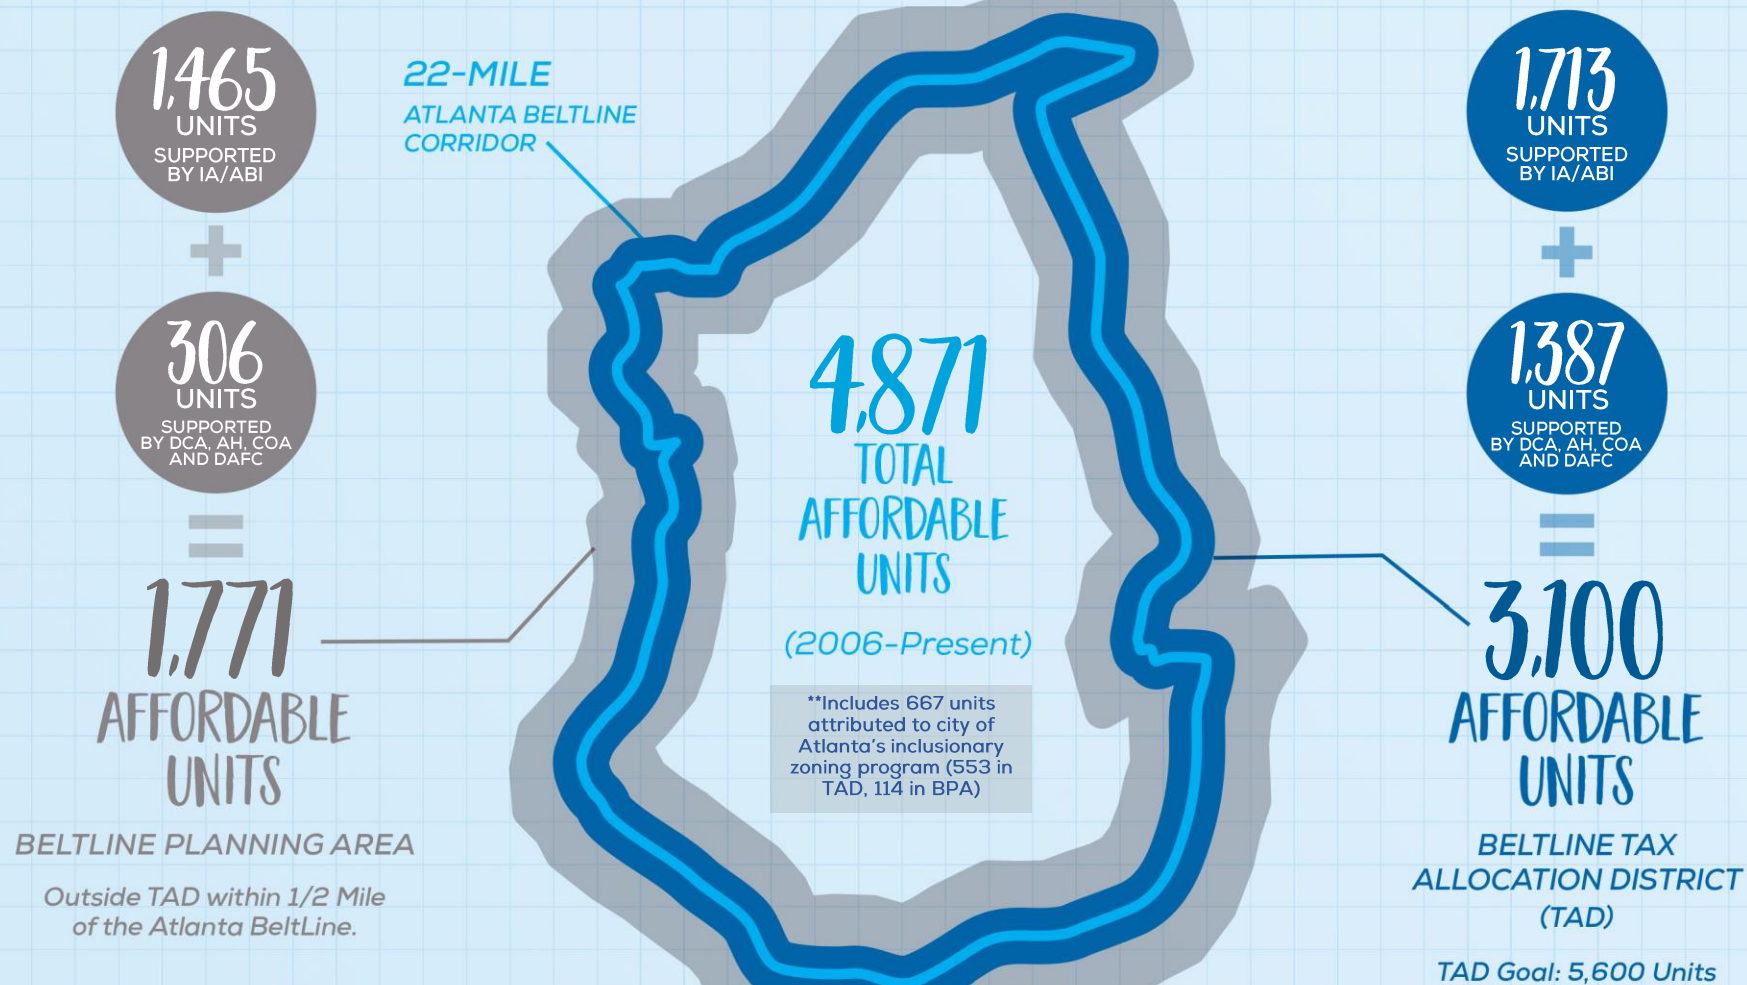 1,465
UNITS
SUPPORTED
BY IA/ABI
+
306
UNITS
SUPPORTED
BY DCA, AH, COA
AND DAFC
=
1,771
AFFORDABLE
UNITS
BELTLINE PLANNING AREA
Outside TAD within 1/2 Mile
of the Atlanta BeltLine.
22-MILE
ATLANTA BELTLINE
CORRIDOR
4,871
TOTAL
AFFORDABLE
UNITS
(2006-Present)
**Includes 667 units
attributed to city of
Atlanta's inclusionary
zoning program (553 in
TAD, 114 in BPA)
1,713
UNITS
SUPPORTED
BY IA/ABI
+
1,387
UNITS
SUPPORTED
BY DCA, AH, COA
AND DAFC
=
3,100
AFFORDABLE
UNITS
BELTLINE TAX
ALLOCATION DISTRICT
(TAD)
TAD Goal: 5,600 Units